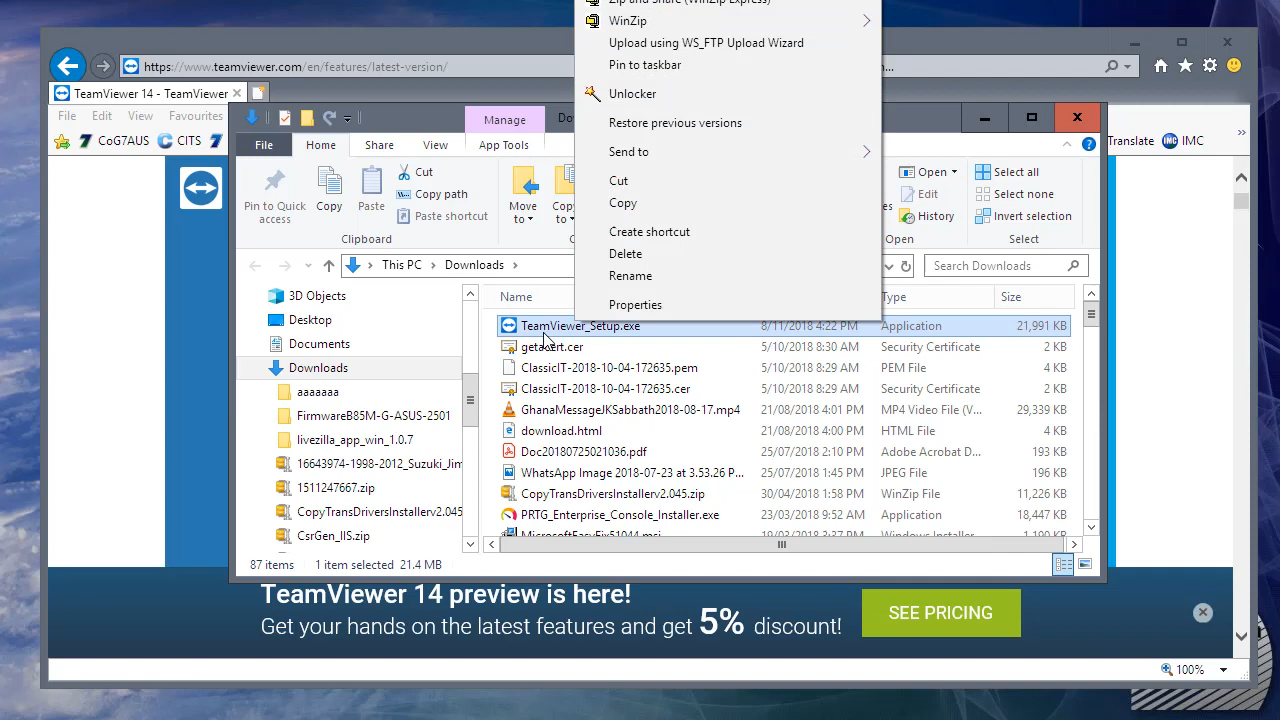 Zip and Share (WinZip Express)
WinZip
Upload using WS_FTP Upload Wizard
Pin to taskbar
Unlocker
Restore previous versions
Send to
Cut
Copy
Create shortcut
Delete
Rename
Properties
https://www.teamviewer.com/en/features/latest-version/
TeamViewer 14 - TeamViewer
File Edit View Favourites
CoG7AUS CITS
Translate IMC
Manage
File Home Share View App Tools
Pin to Quick access
Copy
Paste
Cut
Copy path
Paste shortcut
Move to
Clipboard
Open
Edit
History
Open
Select all
Select none
Invert selection
Select
This PC Downloads
Search Downloads
3D Objects
Desktop
Documents
Downloads
aaaaaaa
FirmwareB85M-G-ASUS-2501
livezilla_app_win_1.0.7
16643974-1998-2012_Suzuki_Jim
1511247667.zip
CopyTransDriversInstallerv2.045
CsrGen_IIS.zip
Name Type Size
TeamViewer_Setup.exe 8/11/2018 4:22 PM Application 21,991 KB
getacert.cer 5/10/2018 8:30 AM Security Certificate 2 KB
ClassicIT-2018-10-04-172635.pem 5/10/2018 8:29 AM PEM File 4 KB
ClassicIT-2018-10-04-172635.cer 5/10/2018 8:29 AM Security Certificate 2 KB
GhanaMessageJKSabbath2018-08-17.mp4 21/08/2018 4:01 PM MP4 Video File (V... 29,339 KB
download.html 21/08/2018 4:00 PM HTML File 4 KB
Doc20180725021036.pdf 25/07/2018 2:10 PM Adobe Acrobat D... 193 KB
WhatsApp Image 2018-07-23 at 3.53.26 P... 25/07/2018 1:45 PM JPEG File 196 KB
CopyTransDriversInstallerv2.045.zip 30/04/2018 1:58 PM WinZip File 11,226 KB
PRTG_Enterprise_Console_Installer.exe 23/03/2018 9:52 AM Application 18,447 KB
MicrosoftEasyFix51044.msi 19/03/2018 3:37 PM Windows Installer
87 items 1 item selected 21.4 MB
TeamViewer 14 preview is here!
Get your hands on the latest features and get 5% discount!
SEE PRICING
100%